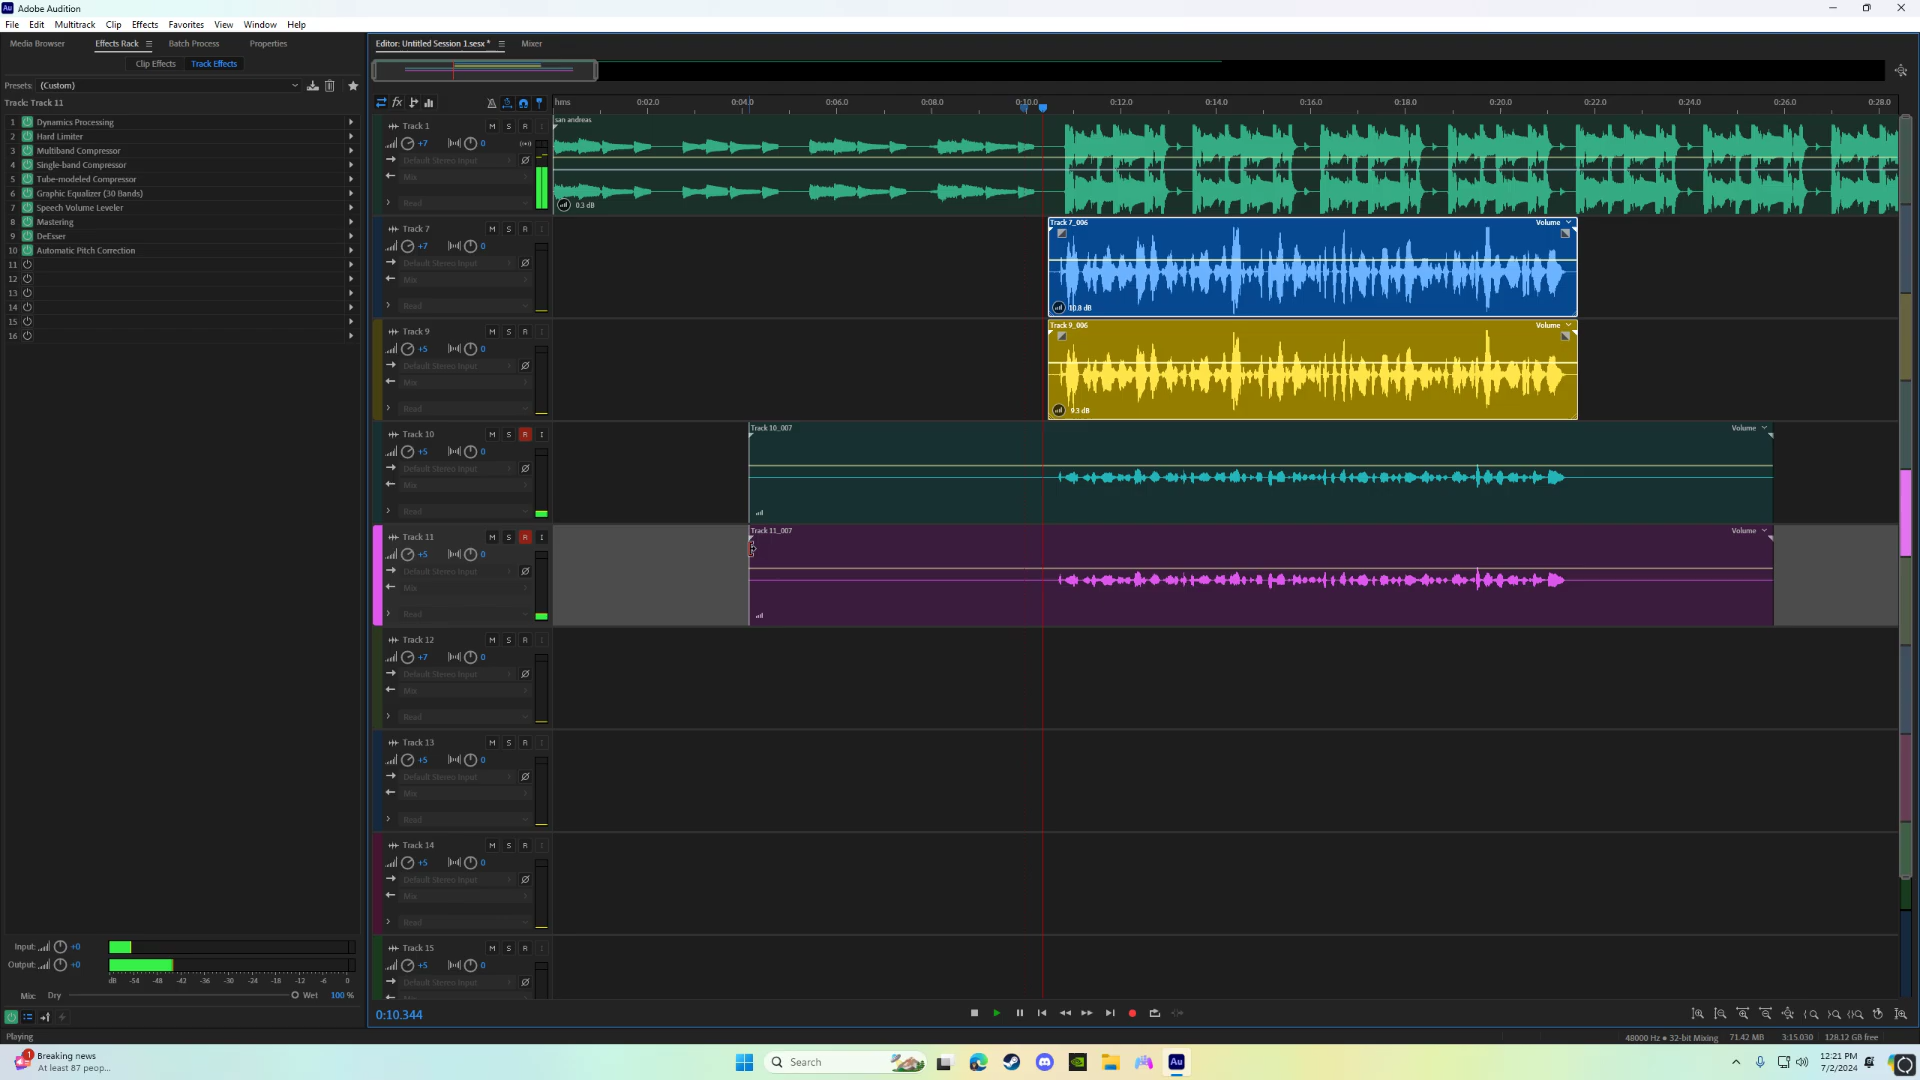 Adobe Audition
File Edit Multitrack Clip Effects Favorites View Window Help
Media Browser Effects Rack Batch Process Properties
Clip Effects Track Effects
Presets: (Custom)
Track: Track 11
1 Dynamics Processing
2 Hard Limiter
3 Multiband Compressor
4 Single-band Compressor
5 Tube-modeled Compressor
6 Graphic Equalizer (30 Bands)
7 Speech Volume Leveler
8 Mastering
9 DeEsser
10 Automatic Pitch Correction
11
12
13
14
15
16
Input: +0
Output: +0
dB -54 -48 -42 -36 -30 -24 -18 -12 -6 0
Mix: Dry Wet 100 %
Playing
Editor: Untitled Session 1.sesx * Mixer
hms 0:02.0 0:04.0 0:06.0 0:08.0 0:10.0 0:12.0 0:14.0 0:16.0 0:18.0 0:20.0 0:22.0 0:24.0 0:26.0 0:28.0
Track 1 M S R I
+7 0
Default Stereo Input
Mix
Read
san andreas
0.3 dB
Track 7 M S R I
+7 0
Default Stereo Input
Mix
Read
Track 7_006 Volume
10.8 dB
Track 9 M S R I
+5 0
Default Stereo Input
Mix
Read
Track 9_006 Volume
9.3 dB
Track 10 M S R I
+5 0
Default Stereo Input
Mix
Read
Track 10_007 Volume
Track 11 M S R I
+5 0
Default Stereo Input
Mix
Read
Track 11_007 Volume
Track 12 M S R I
+7 0
Default Stereo Input
Mix
Read
Track 13 M S R I
+5 0
Default Stereo Input
Mix
Read
Track 14 M S R I
+5 0
Default Stereo Input
Mix
Read
Track 15 M S R I
+5 0
Default Stereo Input
0:10.344
48000 Hz • 32-bit Mixing 71.42 MB 3:15.030 128.12 GB free
Breaking news
At least 87 peop...
Search
12:21 PM
7/2/2024